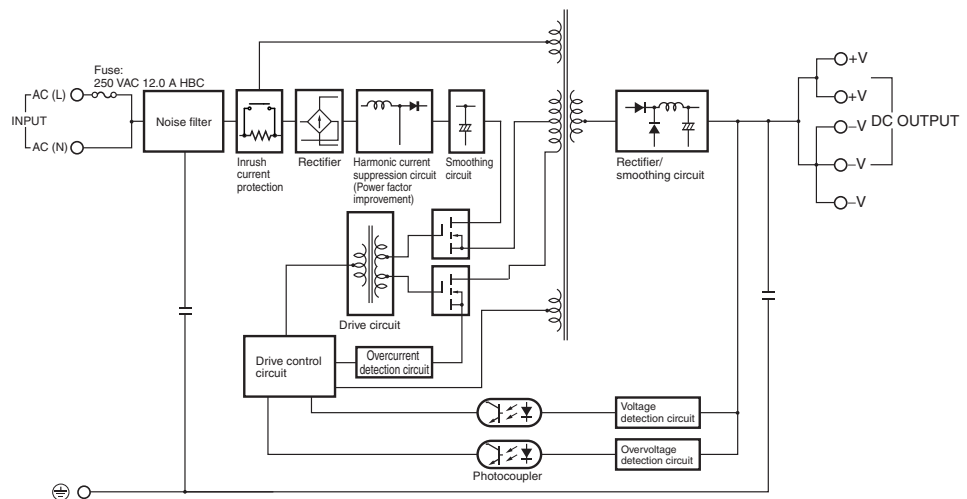 Fuse:
250 VAC 12.0 A HBC
AC (L)
INPUT
AC (N)
Noise filter
Inrush
current
protection
Rectifier
Harmonic current
suppression circuit
(Power factor
improvement)
Smoothing
circuit
Rectifier/
smoothing circuit
+V
+V
−V
DC OUTPUT
−V
−V
Drive circuit
Drive control
circuit
Overcurrent
detection circuit
Voltage
detection circuit
Overvoltage
detection circuit
Photocoupler